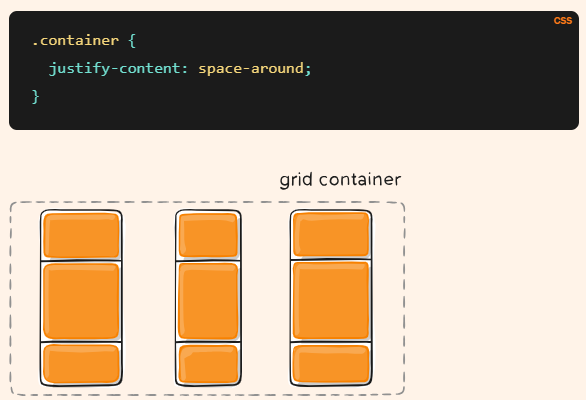 CSS
.container {
justify-content: space-around;
}
grid container